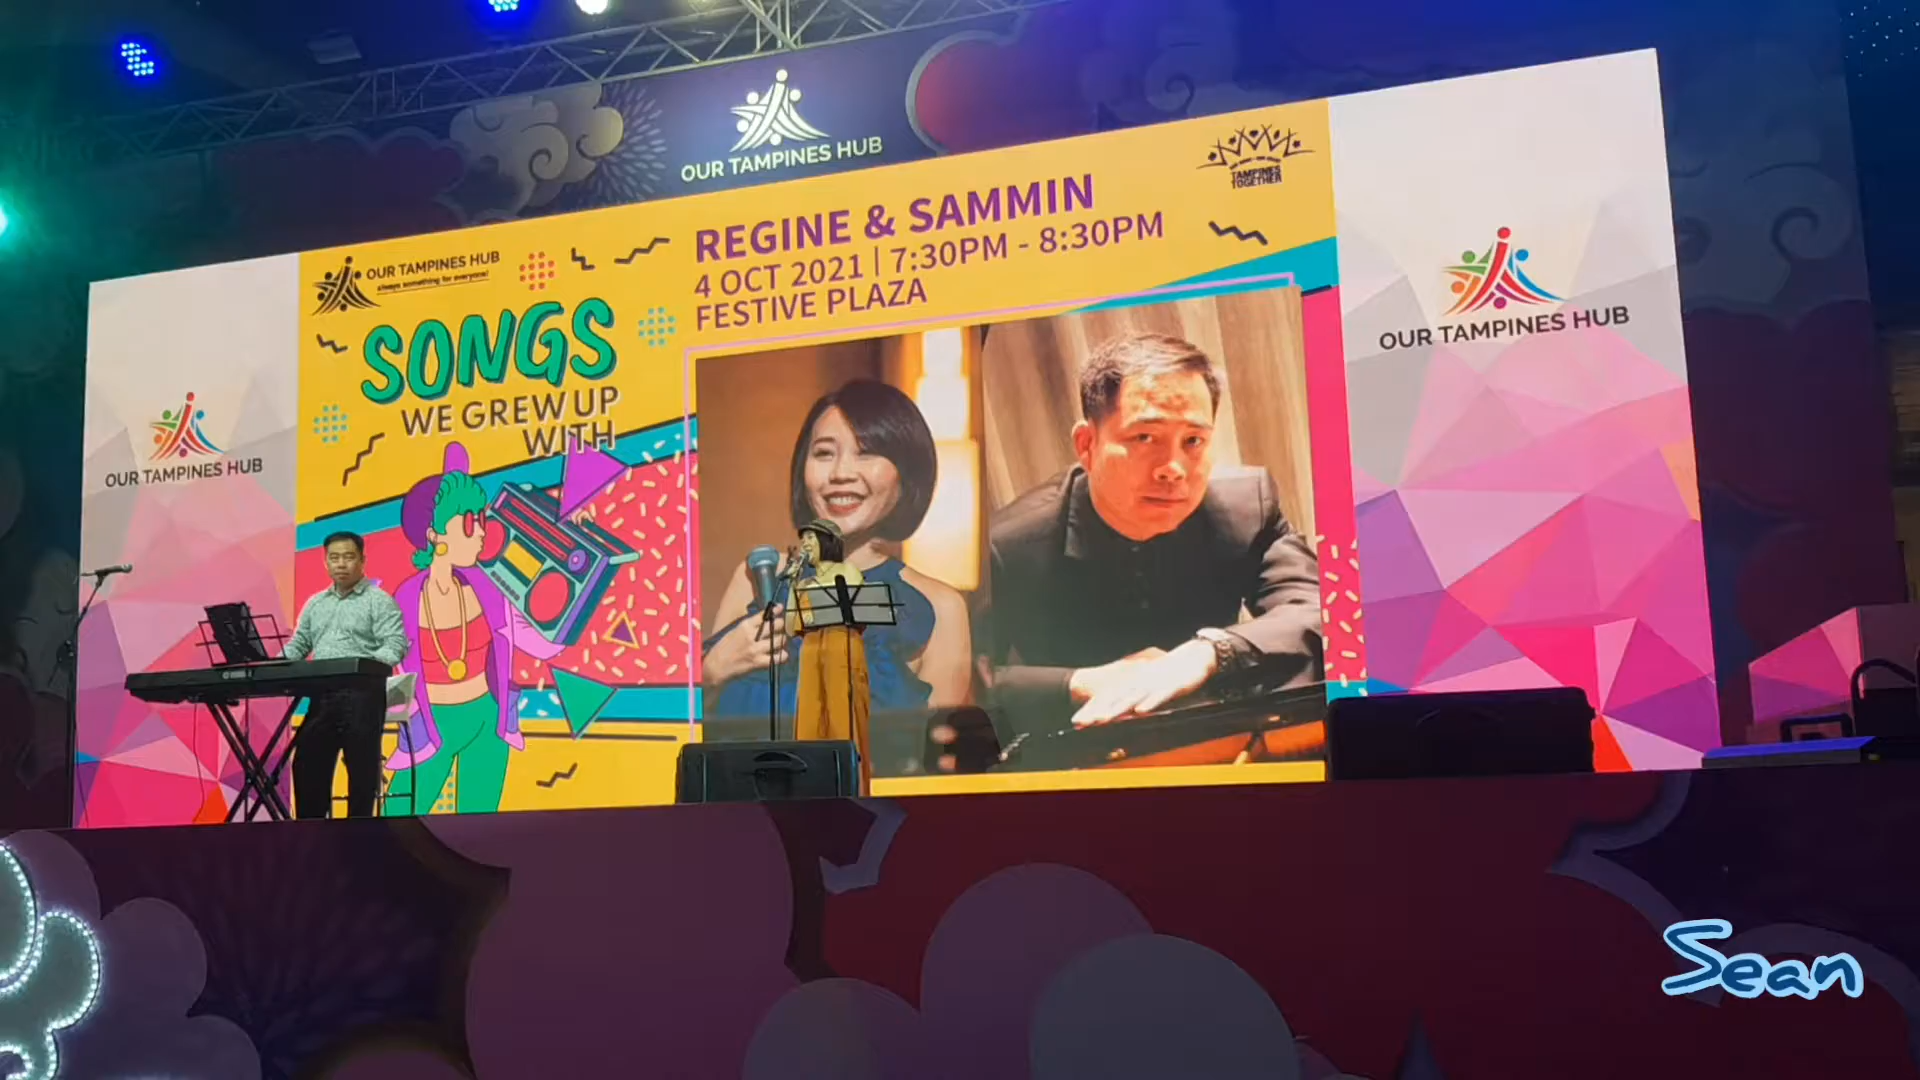 OUR TAMPINES HUB
REGINE & SAMMIN
4 OCT 2021 | 7:30PM - 8:30PM
FESTIVE PLAZA
TAMPINES
TOGETHER
OUR TAMPINES HUB
always something for everyone!
SONGS
WE GREW UP
WITH
OUR TAMPINES HUB
OUR TAMPINES HUB
Sean